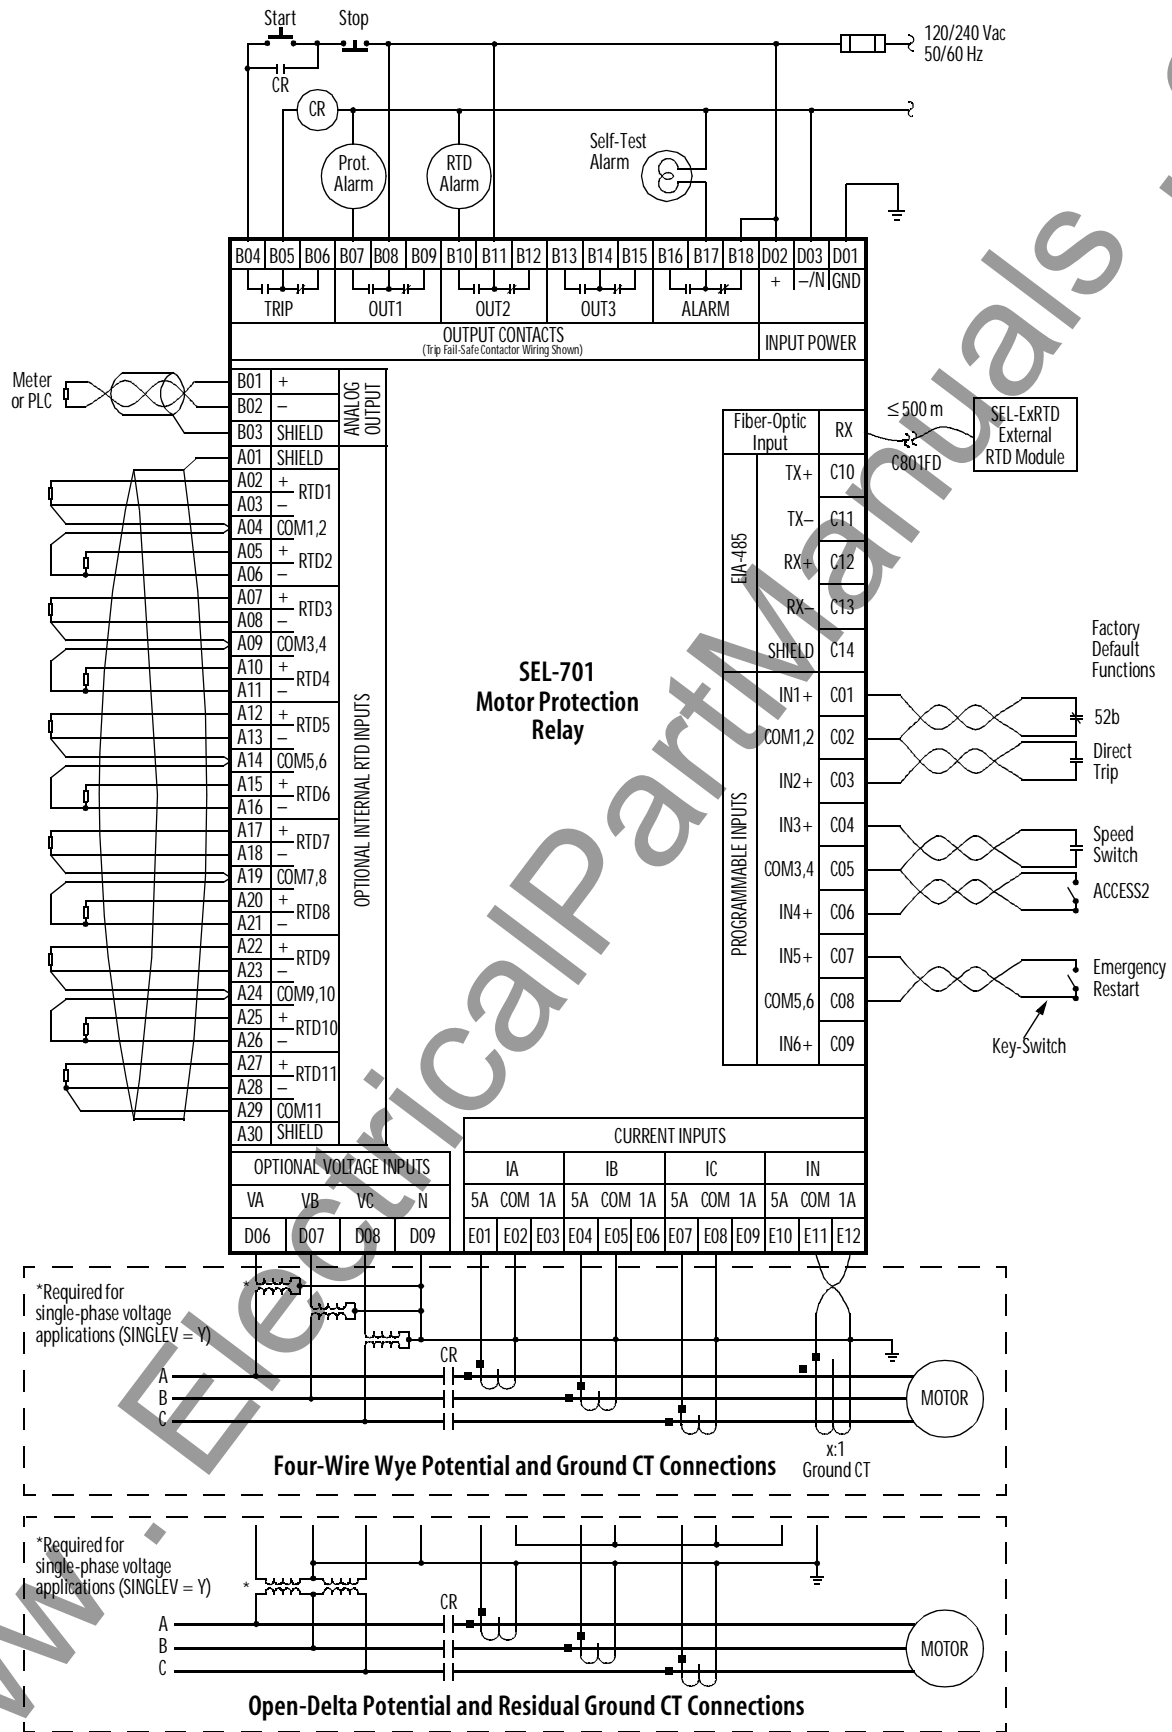 Start Stop
120/240 Vac
50/60 Hz
CR
CR
Prot.
Alarm
RTD
Alarm
Self-Test
Alarm
B04 B05 B06 B07 B08 B09 B10 B11 B12 B13 B14 B15 B16 B17 B18 D02 D03 D01
+ –/N GND
TRIP OUT1 OUT2 OUT3 ALARM
OUTPUT CONTACTS
(Trip Fail-Safe Contactor Wiring Shown)
INPUT POWER
Meter
or PLC
B01 +
B02 –
B03 SHIELD
ANALOG
OUTPUT
A01 SHIELD
A02 +
RTD1
A03 –
A04 COM1,2
A05 +
RTD2
A06 –
A07 +
RTD3
A08 –
A09 COM3,4
A10 +
RTD4
A11 –
A12 +
RTD5
A13 –
A14 COM5,6
A15 +
RTD6
A16 –
A17 +
RTD7
A18 –
A19 COM7,8
A20 +
RTD8
A21 –
A22 +
RTD9
A23 –
A24 COM9,10
A25 +
RTD10
A26 –
A27 +
RTD11
A28 –
A29 COM11
A30 SHIELD
OPTIONAL INTERNAL RTD INPUTS
SEL-701
Motor Protection
Relay
Fiber-Optic
Input
RX
≤ 500 m
C801FD
SEL-ExRTD
External
RTD Module
EIA-485
TX+ C10
TX– C11
RX+ C12
RX– C13
SHIELD C14
PROGRAMMABLE INPUTS
IN1+ C01
COM1,2 C02
IN2+ C03
IN3+ C04
COM3,4 C05
IN4+ C06
IN5+ C07
COM5,6 C08
IN6+ C09
Factory
Default
Functions
52b
Direct
Trip
Speed
Switch
ACCESS2
Emergency
Restart
Key-Switch
OPTIONAL VOLTAGE INPUTS
VA VB VC N
D06 D07 D08 D09
CURRENT INPUTS
IA IB IC IN
5A COM 1A 5A COM 1A 5A COM 1A 5A COM 1A
E01 E02 E03 E04 E05 E06 E07 E08 E09 E10 E11 E12
*Required for
single-phase voltage
applications (SINGLEV = Y)
*
CR
A
B
C
MOTOR
x:1
Ground CT
Four-Wire Wye Potential and Ground CT Connections
*Required for
single-phase voltage
applications (SINGLEV = Y)
*
CR
A
B
C
MOTOR
Open-Delta Potential and Residual Ground CT Connections
w . ElectricalPartManuals .